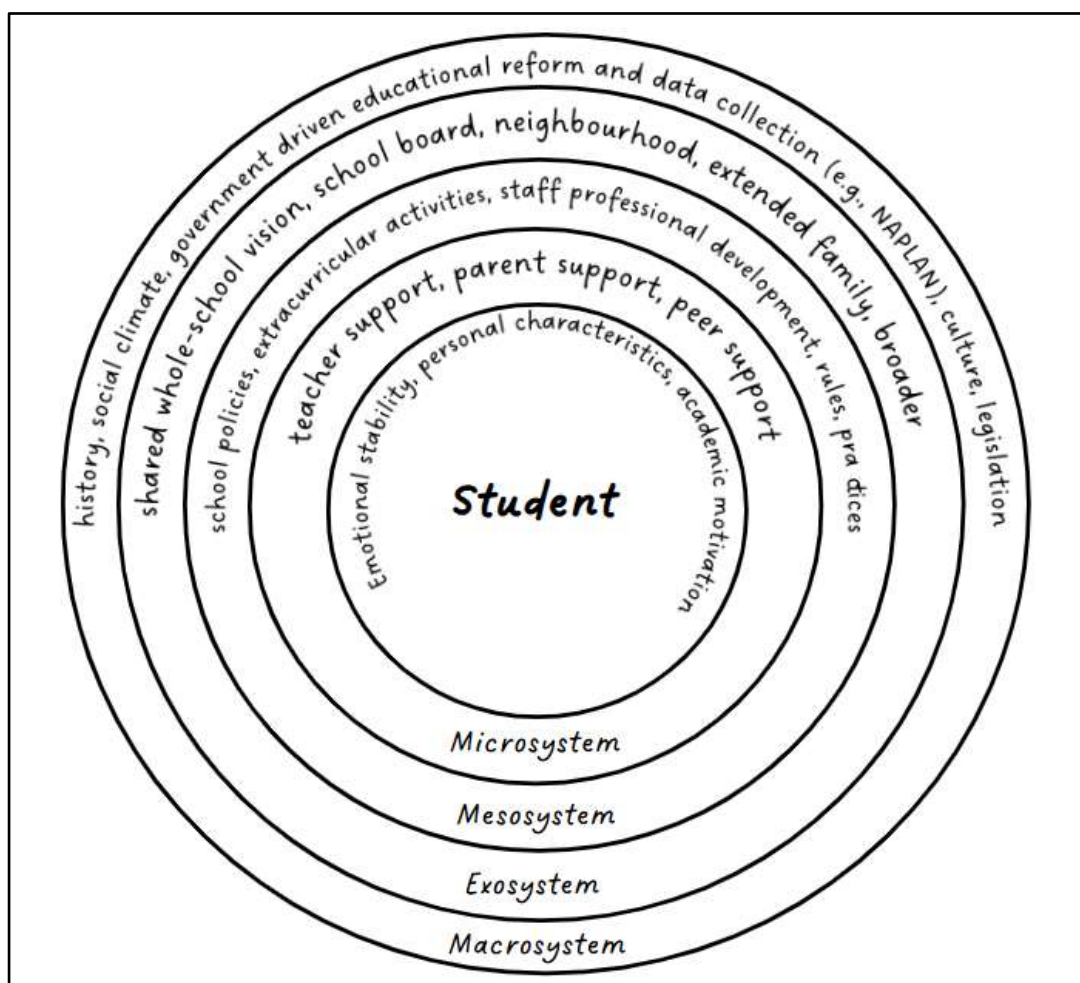 history, social climate, government driven educational reform and data collection (e.g., NAPLAN), culture, legislation
shared whole-school vision, school board, neighbourhood, extended family, broader
school policies, extracurricular activities, staff professional development, rules, pra ctices
teacher support, parent support, peer support
Emotional stability, personal characteristics, academic motivation
Student
Microsystem
Mesosystem
Exosystem
Macrosystem